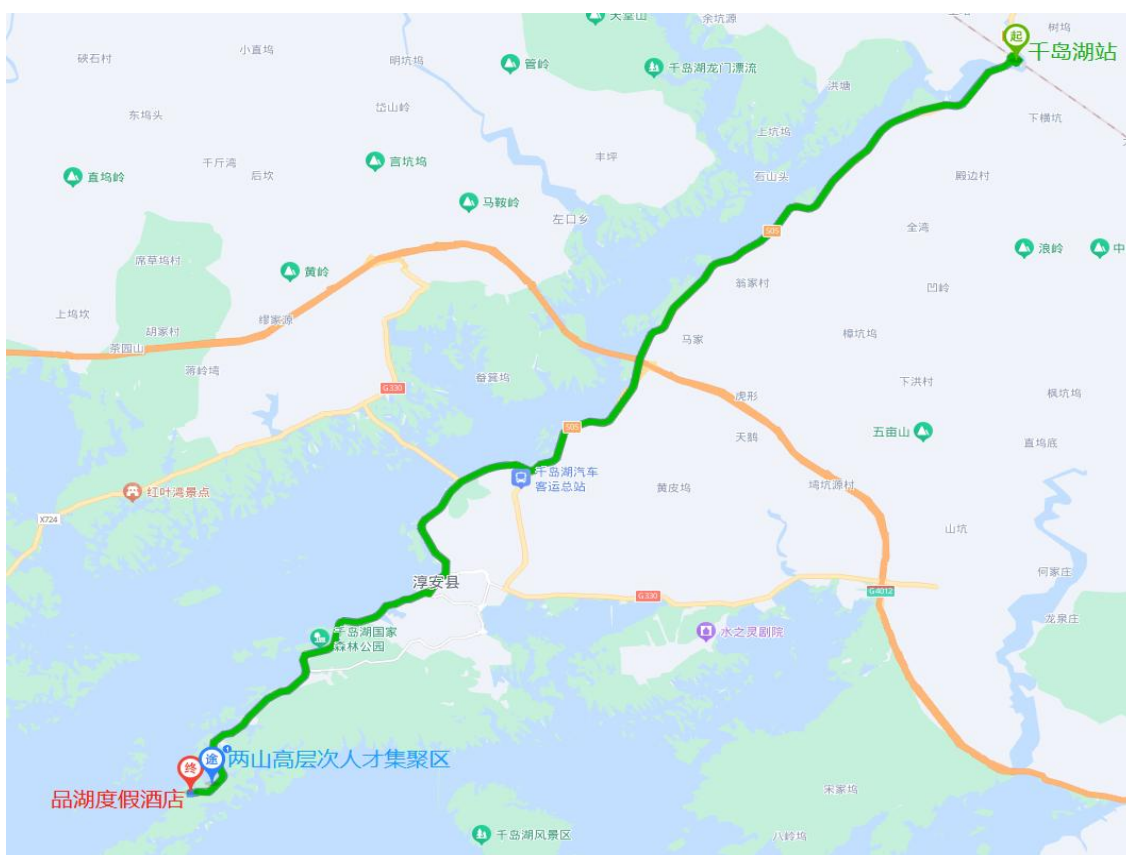 天堂山
余坑源
起
树坞
千岛湖站
硖石村
小直坞
明坑坞
管岭
千岛湖龙门漂流
洪塘
东坞头
岱山岭
下横坑
上坑坞
千斤湾
后坎
言坑坞
丰坪
直坞岭
石山头
殿边村
马鞍岭
左口乡
S05
全湾
浪岭
中
席草坞村
黄岭
翁家村
凹岭
上坞坎
缪家源
胡家村
茶园山
马家
樟坑坞
蒋岭塆
畚箕坞
下洪村
G330
虎形
枫坑坞
S05
天鹅
五亩山
直坞底
千岛湖汽车
客运总站
红叶湾景点
黄皮坞
塆坑源村
X724
山坑
淳安县
何家庄
G330
G4012
龙泉庄
千岛湖国家
森林公园
水之灵剧院
途
1
两山高层次人才集聚区
终
品湖度假酒店
宋家坞
千岛湖风景区
八岭坞